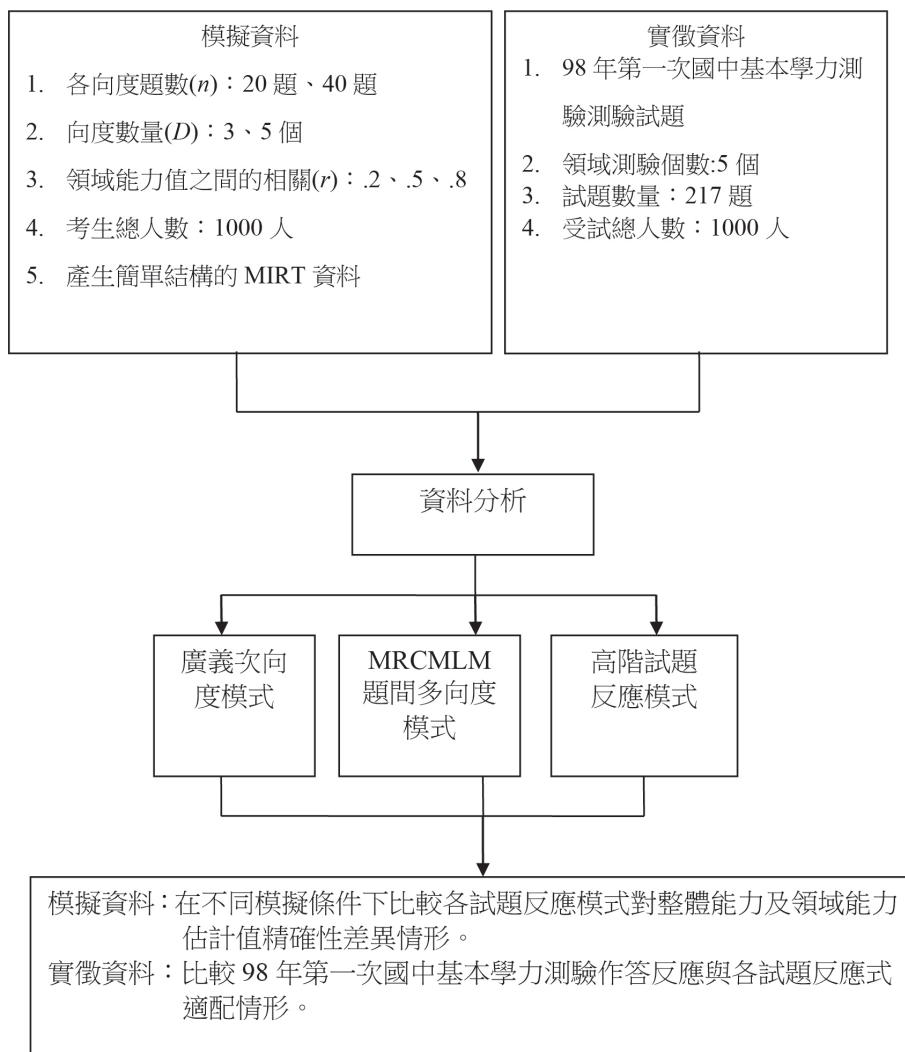 模擬資料
1. 各向度題數(n)：20 題、40 題
2. 向度數量(D)：3、5 個
3. 領域能力值之間的相關(r)：.2、.5、.8
4. 考生總人數：1000 人
5. 產生簡單結構的 MIRT 資料
實徵資料
1. 98 年第一次國中基本學力測
驗測驗試題
2. 領域測驗個數:5 個
3. 試題數量：217 題
4. 受試總人數：1000 人
資料分析
廣義次向
度模式
MRCMLM
題間多向度
模式
高階試題
反應模式
模擬資料：在不同模擬條件下比較各試題反應模式對整體能力及領域能力
估計值精確性差異情形。
實徵資料：比較 98 年第一次國中基本學力測驗作答反應與各試題反應式
適配情形。